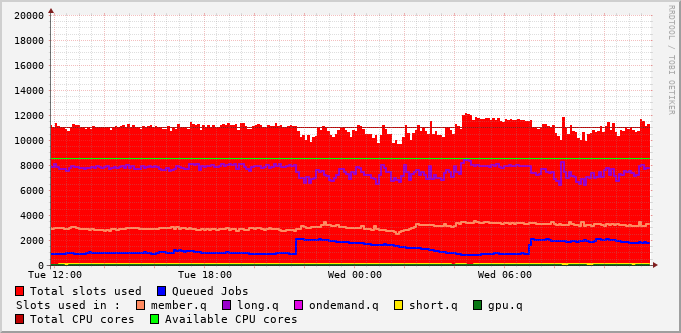 20000
18000
16000
14000
12000
10000
8000
6000
4000
2000
0
Tue 12:00 Tue 18:00 Wed 00:00 Wed 06:00
Total slots used Queued Jobs
Slots used in : member.q long.q ondemand.q short.q gpu.q
Total CPU cores Available CPU cores
RRDTOOL / TOBI OETIKER